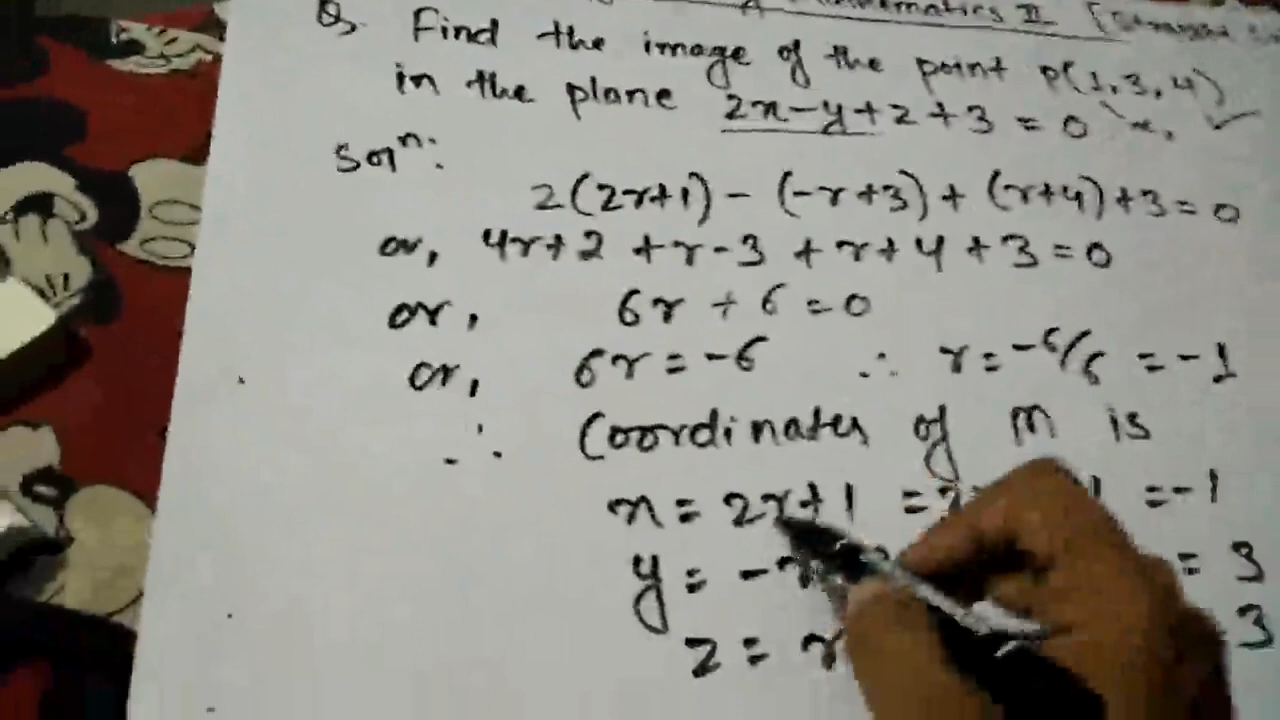 Mathematics II
Q. Find the image of the point P(1,3,4)
in the plane 2x-y+z+3=0
Solⁿ:
2(2r+1) - (-r+3) + (r+4)+3=0
or, 4r+2 +r-3 +r+4+3=0
or, 6r + 6 = 0
or, 6r = -6 ∴ r = -6/6 = -1
∴ Coordinates of M is
x = 2r+1 = =-1
y = -r = 3
z = r 3